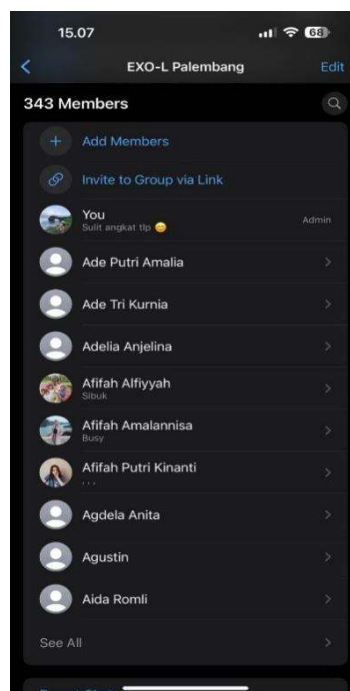 15.07
68
EXO-L Palembang
Edit
343 Members
Add Members
Invite to Group via Link
You
Sulit angkat tlp 😊
Admin
Ade Putri Amalia
Ade Tri Kurnia
Adelia Anjelina
Afifah Alfiyyah
Sibuk
Afifah Amalannisa
Busy
Afifah Putri Kinanti
. . .
Agdela Anita
Agustin
Aida Romli
See All